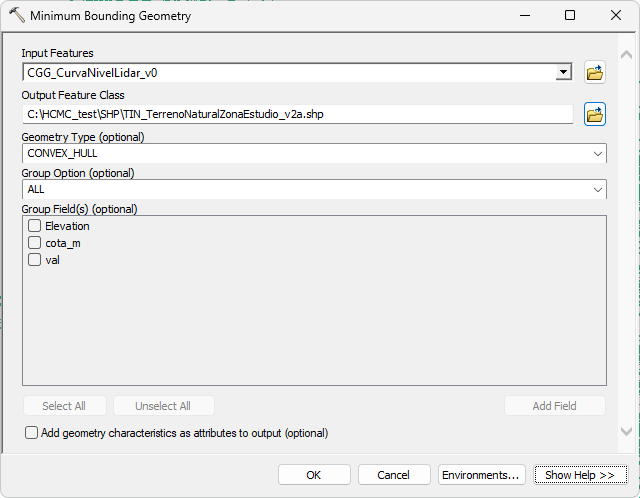 Minimum Bounding Geometry
Input Features
CGG_CurvaNivelLidar_v0
Output Feature Class
C:\HCMC_test\SHP\TIN_TerrenoNaturalZonaEstudio_v2a.shp
Geometry Type (optional)
CONVEX_HULL
Group Option (optional)
ALL
Group Field(s) (optional)
Elevation
cota_m
val
Select All Unselect All Add Field
Add geometry characteristics as attributes to output (optional)
OK Cancel Environments... Show Help >>